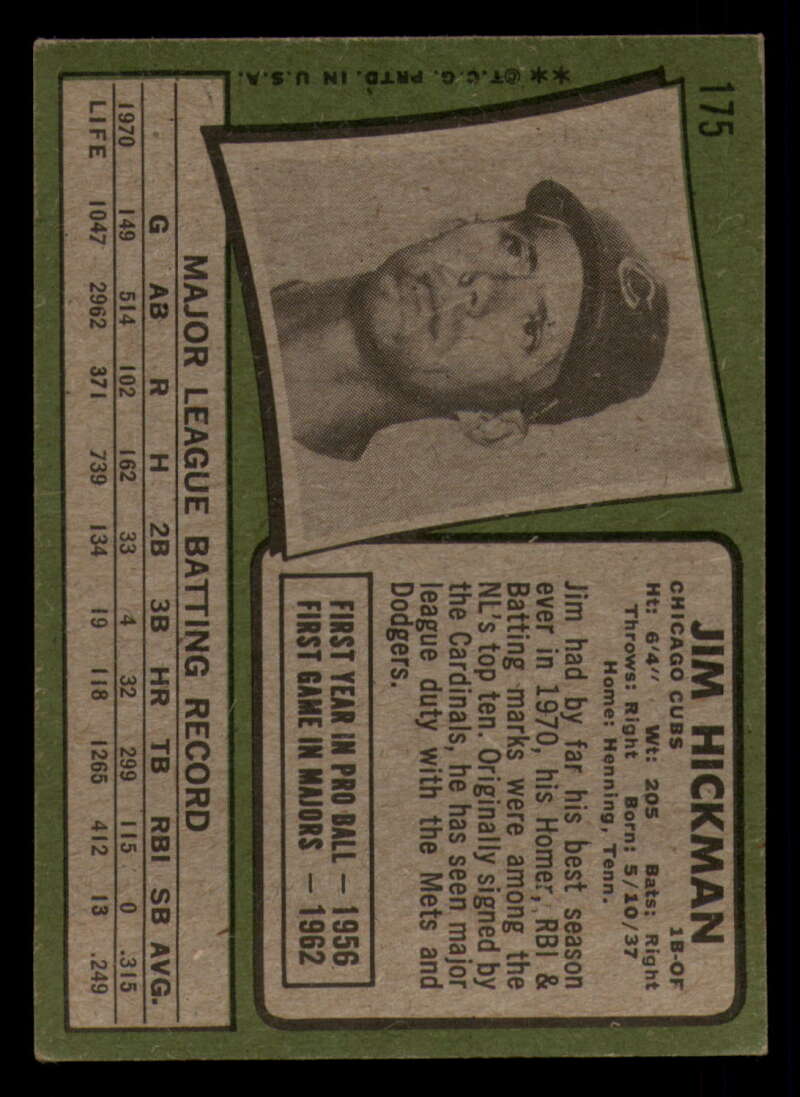 175
**©T.C.G. PRTD. IN U.S.A.
C
JIM HICKMAN
CHICAGO CUBS 1B-OF
Ht: 6'4" Wt: 205 Bats: Right
Throws: Right Born: 5/10/37
Home: Henning, Tenn.
Jim had by far his best season
ever in 1970, his Homer, RBI &
Batting marks were among the
NL's top ten. Originally signed by
the Cardinals, he has seen major
league duty with the Mets and
Dodgers.
FIRST YEAR IN PRO BALL — 1956
FIRST GAME IN MAJORS — 1962
MAJOR LEAGUE BATTING RECORD
G AB R H 2B 3B HR TB RBI SB AVG.
1970 149 514 102 162 33 4 32 299 115 0 .315
LIFE 1047 2962 371 739 134 19 118 1265 412 13 .249